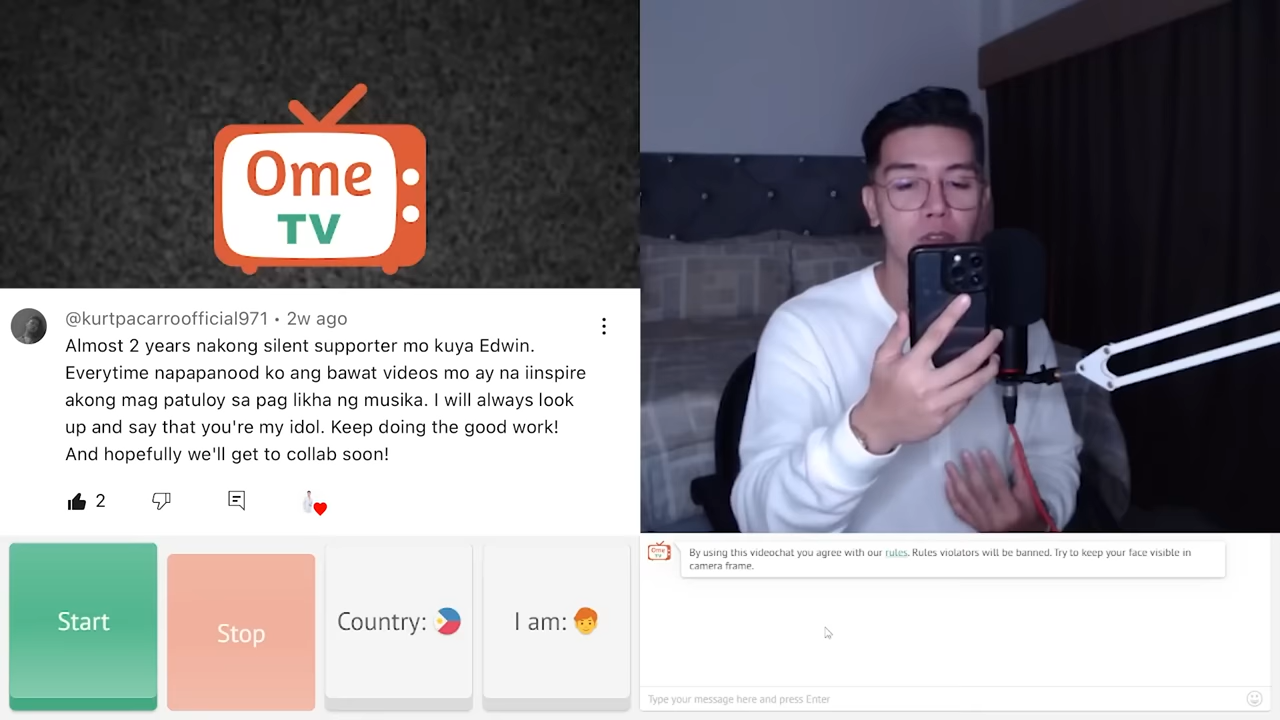 Ome
TV
@kurtpacarroofficial971 • 2w ago
Almost 2 years nakong silent supporter mo kuya Edwin.
Everytime napapanood ko ang bawat videos mo ay na iinspire
akong mag patuloy sa pag likha ng musika. I will always look
up and say that you're my idol. Keep doing the good work!
And hopefully we'll get to collab soon!
2
Start
Stop
Country:
I am:
Ome
TV
By using this videochat you agree with our rules. Rules violators will be banned. Try to keep your face visible in
camera frame.
Type your message here and press Enter